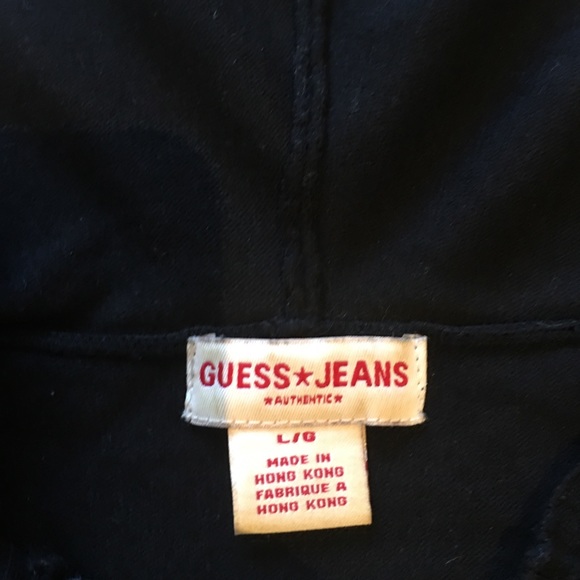 GUESS★JEANS
★AUTHENTIC★
L/G
MADE IN
HONG KONG
FABRIQUE A
HONG KONG